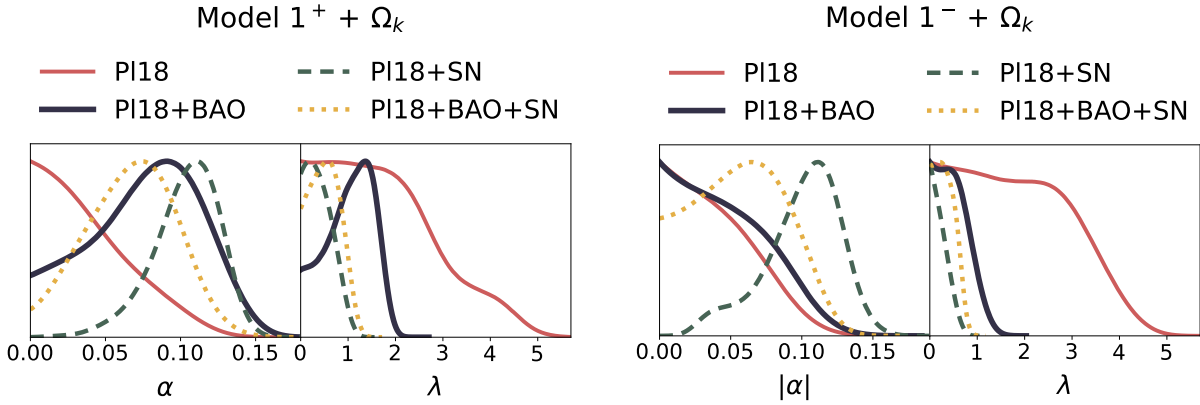 Model 1⁺ + Ωₖ
Pl18
Pl18+SN
Pl18+BAO
Pl18+BAO+SN
0.00 0.05 0.10 0.15
0 1 2 3 4 5
α
λ
Model 1⁻ + Ωₖ
Pl18
Pl18+SN
Pl18+BAO
Pl18+BAO+SN
0.00 0.05 0.10 0.15
0 1 2 3 4 5
|α|
λ